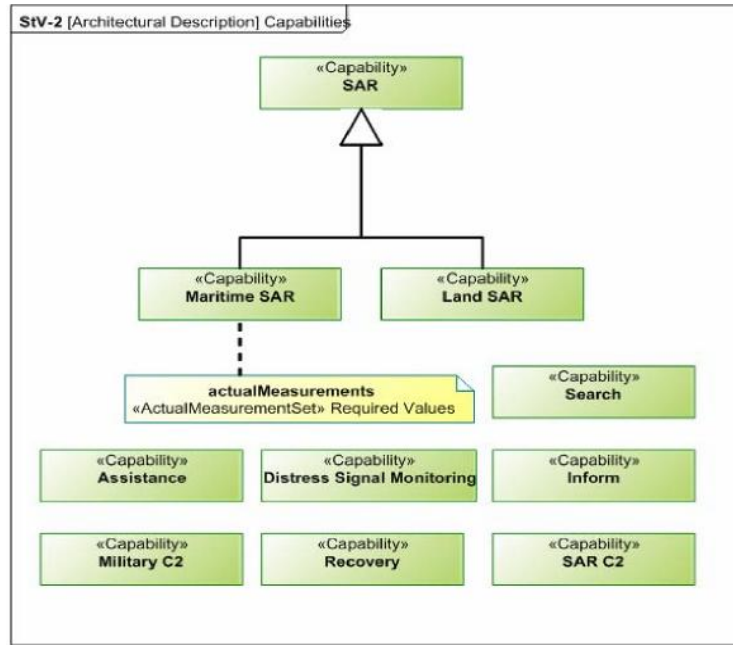 StV-2 [Architectural Description] Capabilities
«Capability»
SAR
«Capability»
Maritime SAR
«Capability»
Land SAR
actualMeasurements
«ActualMeasurementSet» Required Values
«Capability»
Search
«Capability»
Assistance
«Capability»
Distress Signal Monitoring
«Capability»
Inform
«Capability»
Military C2
«Capability»
Recovery
«Capability»
SAR C2